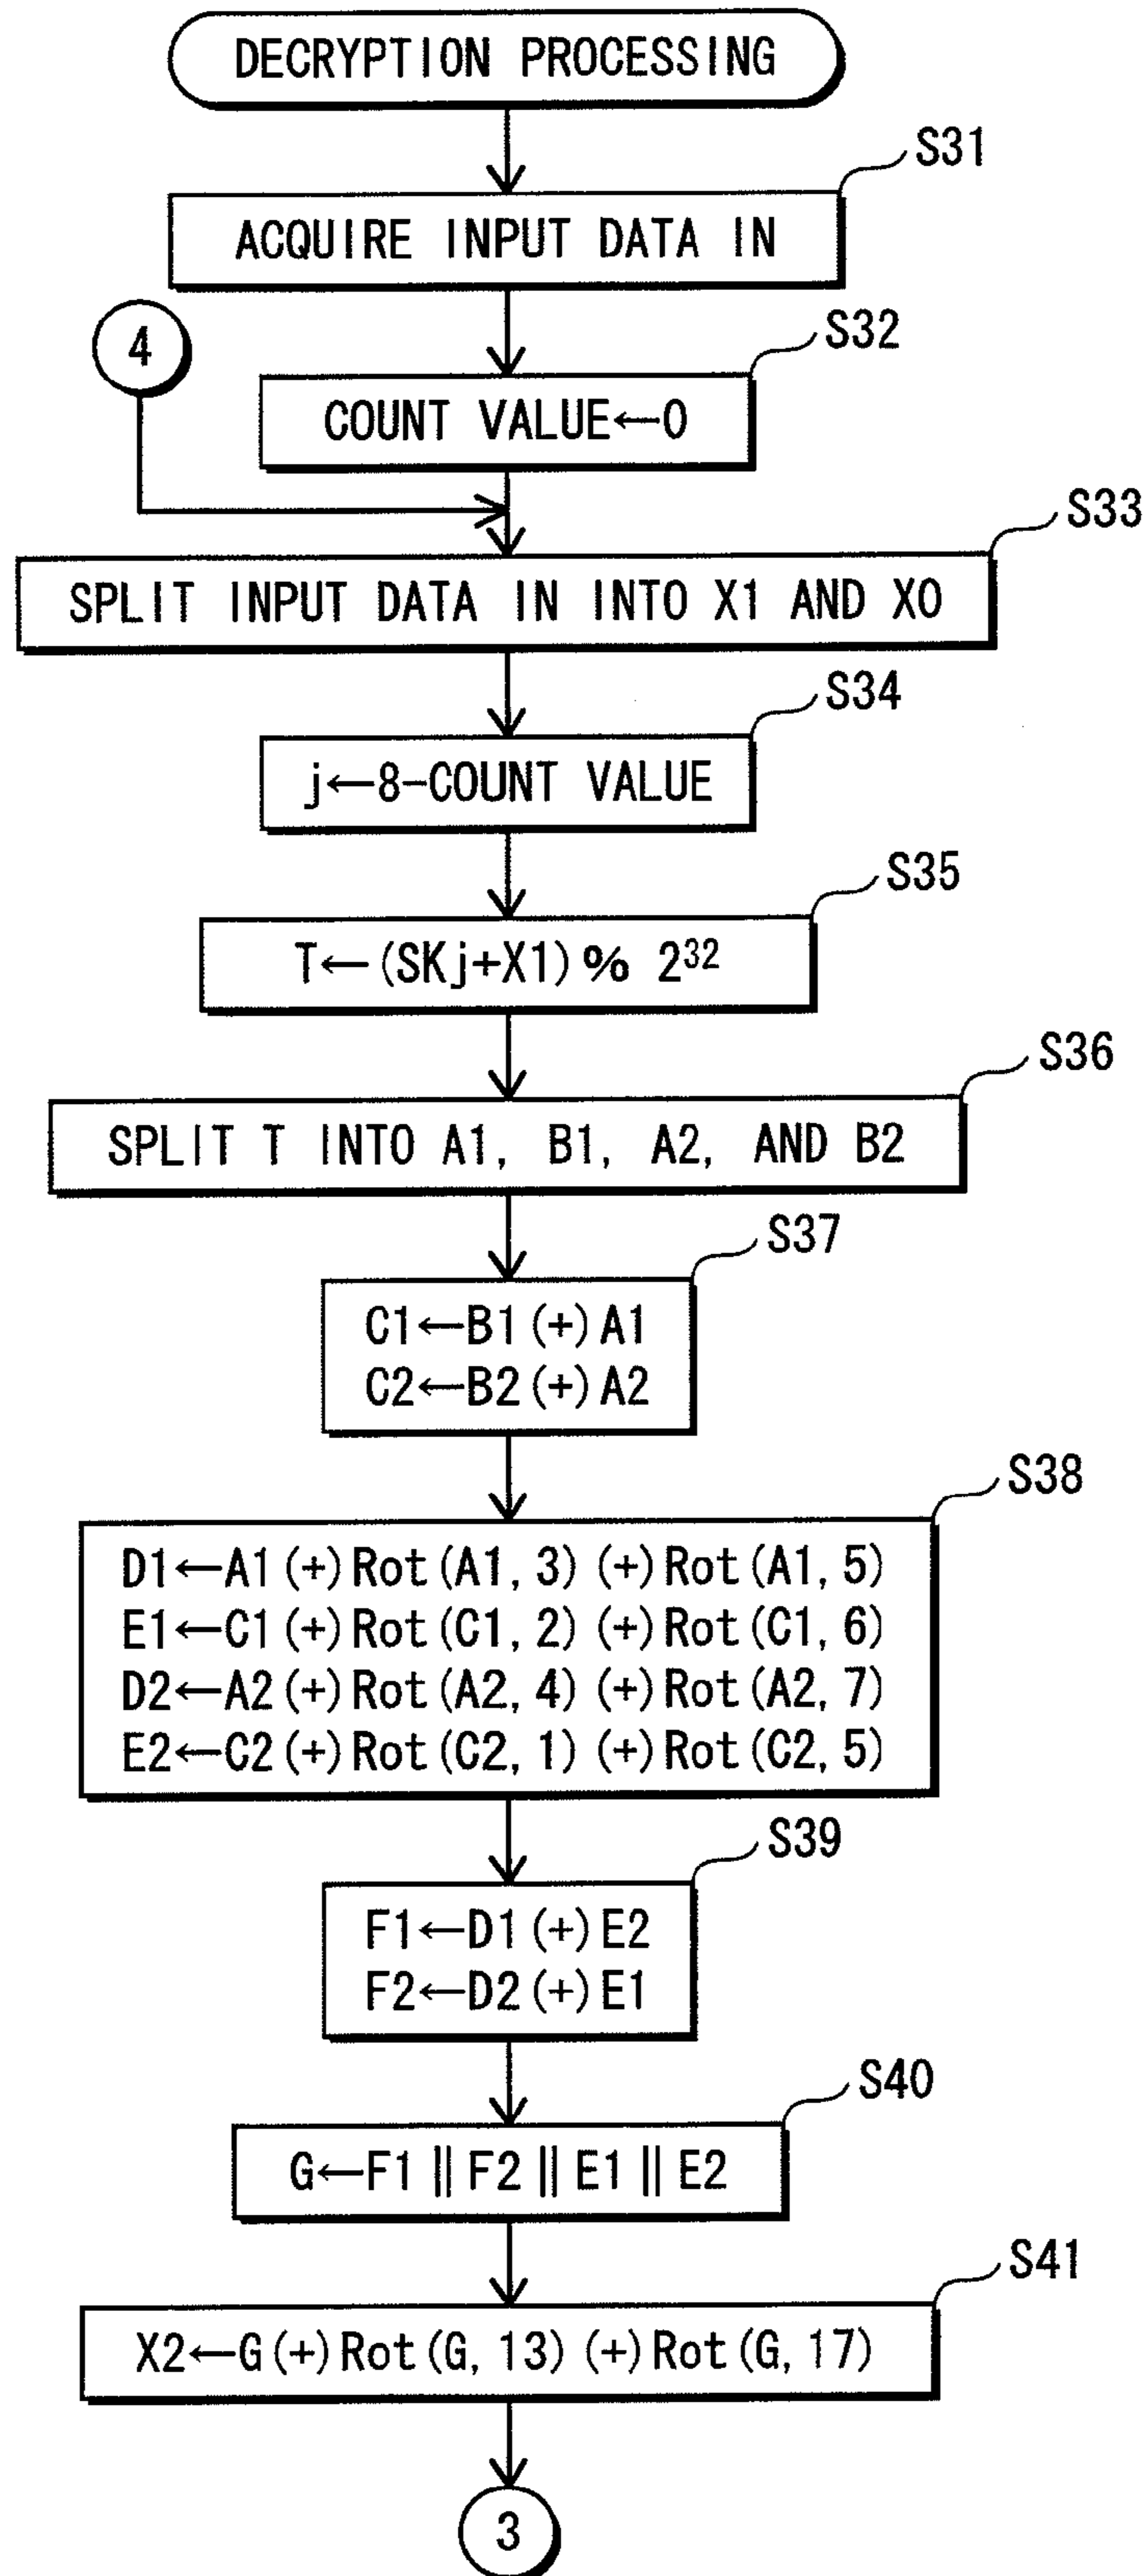 DECRYPTION PROCESSING
S31
ACQUIRE INPUT DATA IN
4
S32
COUNT VALUE←0
S33
SPLIT INPUT DATA IN INTO X1 AND X0
S34
j←8-COUNT VALUE
S35
T←(SKj+X1)% 2³²
S36
SPLIT T INTO A1, B1, A2, AND B2
S37
C1←B1(+)A1
C2←B2(+)A2
S38
D1←A1(+)Rot(A1,3)(+)Rot(A1,5)
E1←C1(+)Rot(C1,2)(+)Rot(C1,6)
D2←A2(+)Rot(A2,4)(+)Rot(A2,7)
E2←C2(+)Rot(C2,1)(+)Rot(C2,5)
S39
F1←D1(+)E2
F2←D2(+)E1
S40
G←F1||F2||E1||E2
S41
X2←G(+)Rot(G,13)(+)Rot(G,17)
3